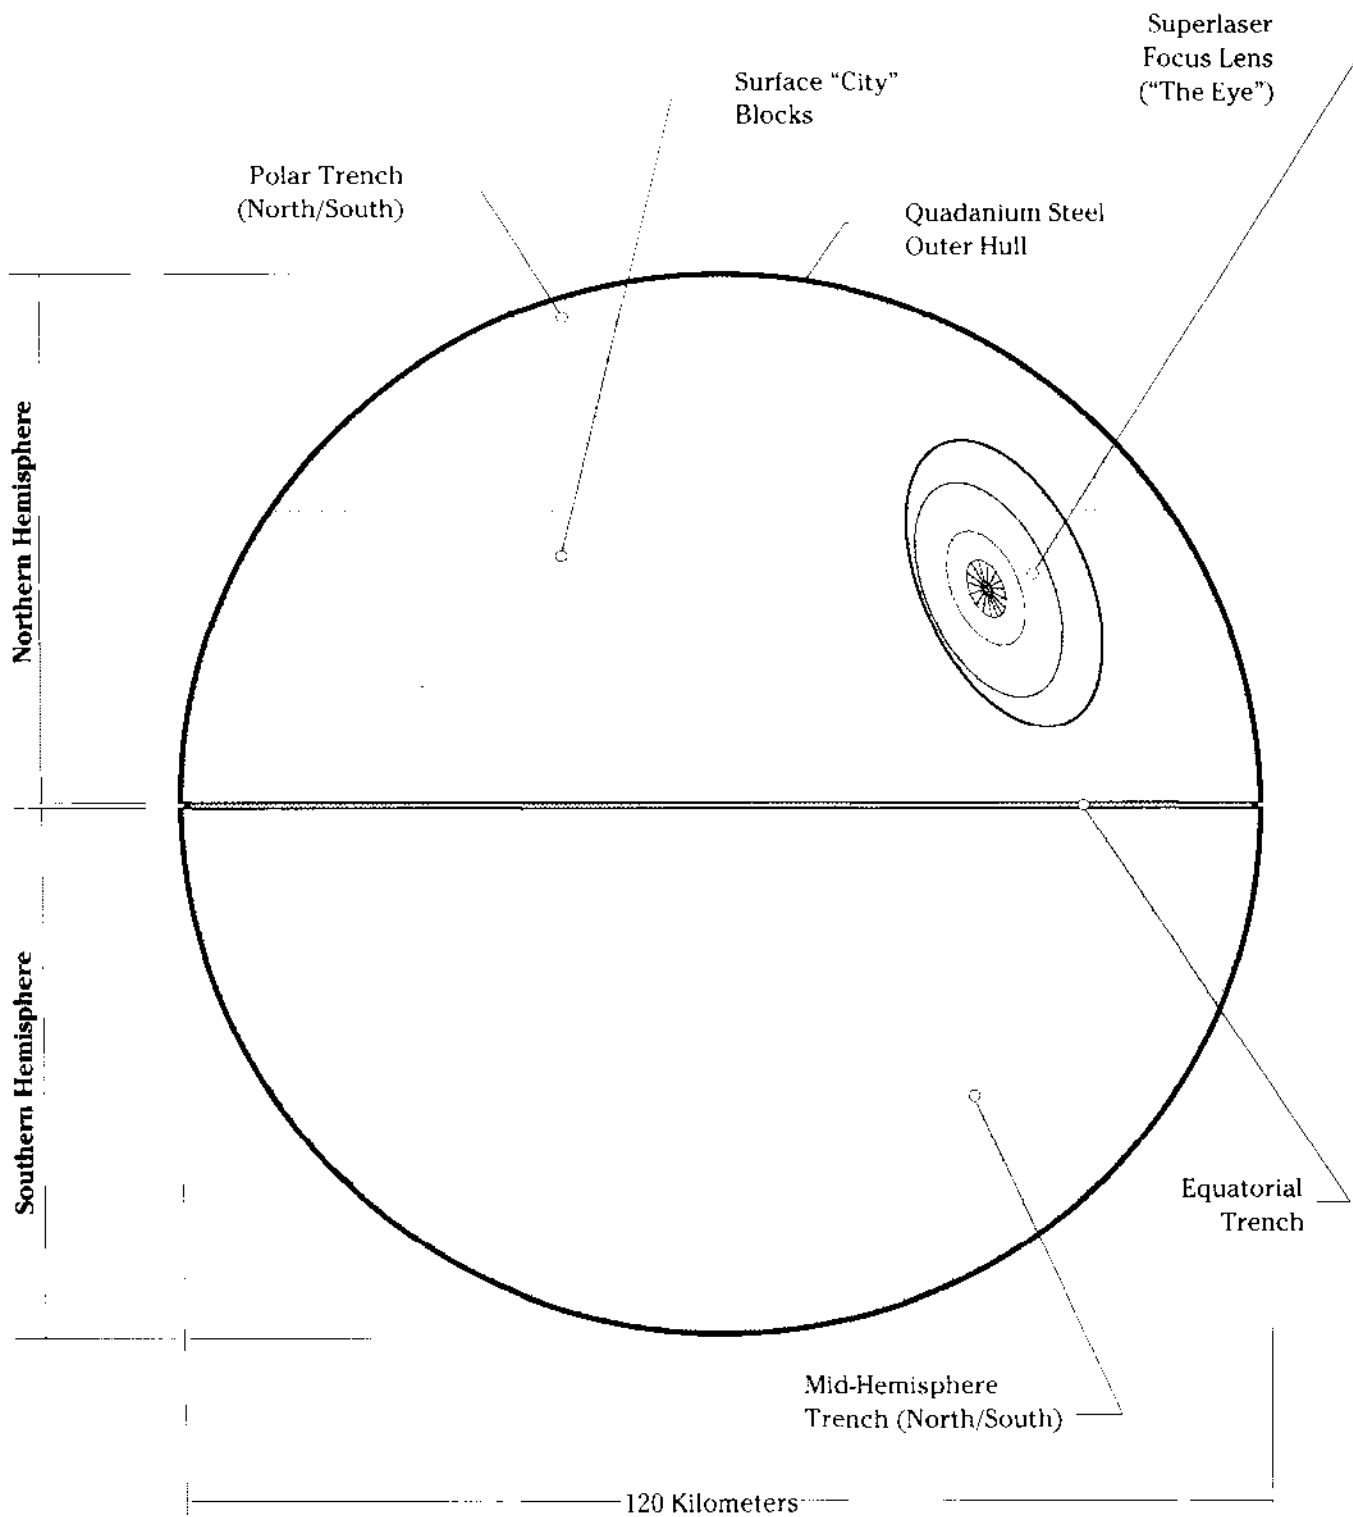 Superlaser
Focus Lens
(“The Eye”)
Surface “City”
Blocks
Polar Trench
(North/South)
Quadanium Steel
Outer Hull
Northern Hemisphere
Southern Hemisphere
Equatorial
Trench
Mid-Hemisphere
Trench (North/South)
120 Kilometers